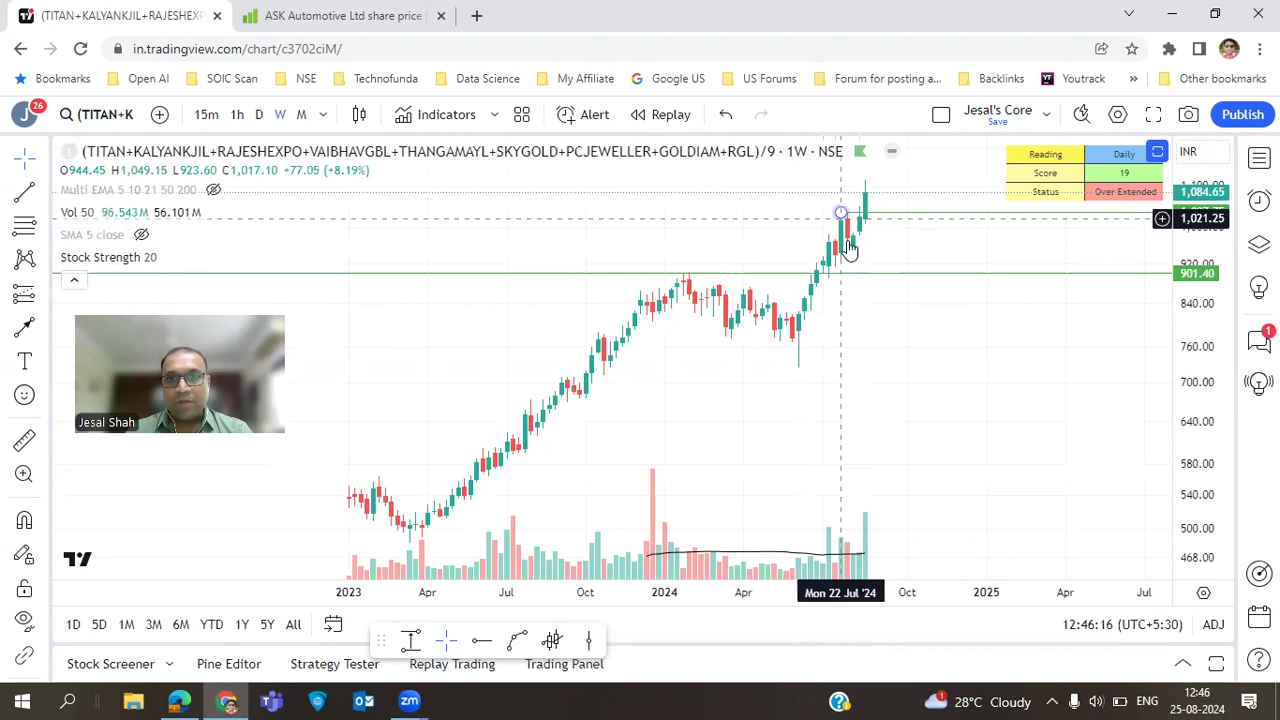 (TITAN+KALYANKJIL+RAJESHEXP
ASK Automotive Ltd share price
in.tradingview.com/chart/c3702ciM/
Bookmarks
Open AI
SOIC Scan
NSE
Technofunda
Data Science
My Affiliate
Google US
US Forums
Forum for posting a...
Backlinks
YT
Youtrack
»
Other bookmarks
J
26
(TITAN+K
15m 1h D W M
Indicators
Alert
Replay
Jesal's Core
Save
Publish
(TITAN+KALYANKJIL+RAJESHEXPO+VAIBHAVGBL+THANGAMAYL+SKYGOLD+PCJEWELLER+GOLDIAM+RGL)/9 · 1W · NSE
O944.45 H1,049.15 L923.60 C1,017.10 +77.05 (+8.19%)
Multi EMA 5 10 21 50 200
Vol 50 96.543M 56.101M
SMA 5 close
Stock Strength 20
Reading Daily
Score 19
Status Over Extended
INR
1,084.65
1,021.25
920.00
901.40
840.00
760.00
700.00
640.00
580.00
540.00
500.00
468.00
1
Jesal Shah
2023 Apr Jul Oct 2024 Apr Mon 22 Jul '24 Oct 2025 Apr Jul
1D 5D 1M 3M 6M YTD 1Y 5Y All
12:46:16 (UTC+5:30) ADJ
Stock Screener
Pine Editor
Strategy Tester
Replay Trading
Trading Panel
zm
1
28°C Cloudy
ENG
12:46
25-08-2024